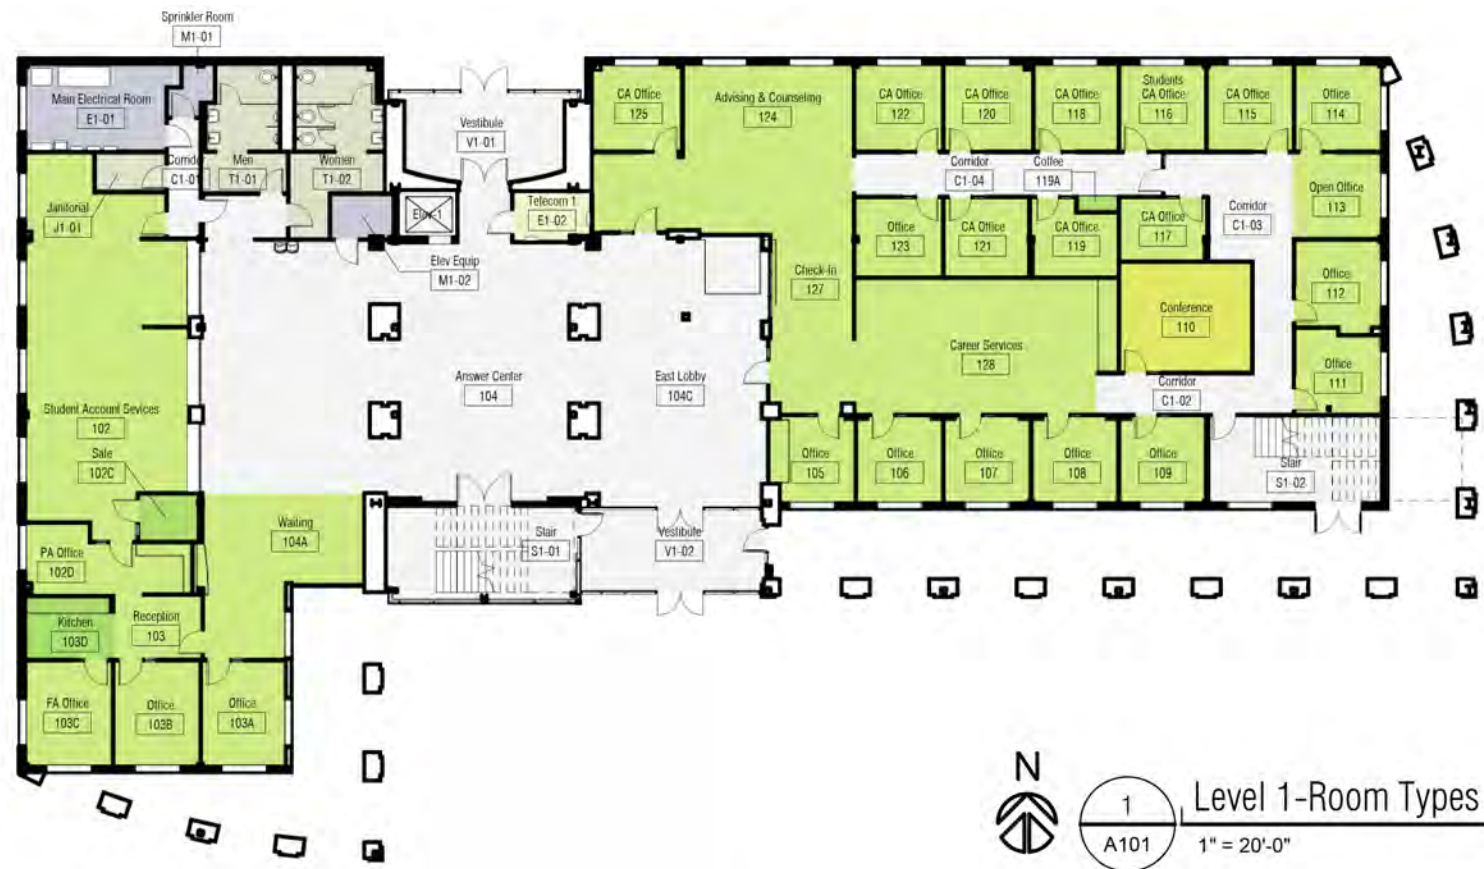 Sprinkler Room
M1-01
Main Electrical Room
E1-01
Corridor
C1-01
Men
T1-01
Women
T1-02
Vestibule
V1-01
Janitorial
J1-01
Elev-1
Telecom 1
E1-02
Elev Equip
M1-02
CA Office
125
Advising & Counseling
124
CA Office
122
CA Office
120
CA Office
118
Students
CA Office
116
CA Office
115
Office
114
Corridor
C1-04
Coffee
119A
Corridor
C1-03
Open Office
113
Office
123
CA Office
121
CA Office
119
CA Office
117
Check-In
127
Office
112
Conference
110
Career Services
128
Office
111
Corridor
C1-02
Answer Center
104
East Lobby
104C
Student Account Sevices
102
Sale
102C
Office
105
Office
106
Office
107
Office
108
Office
109
Stair
S1-02
Waiting
104A
Stair
S1-01
Vestibule
V1-02
PA Office
102D
Kitchen
103D
Reception
103
FA Office
103C
Office
103B
Office
103A
N
1
A101
Level 1-Room Types
1" = 20'-0"